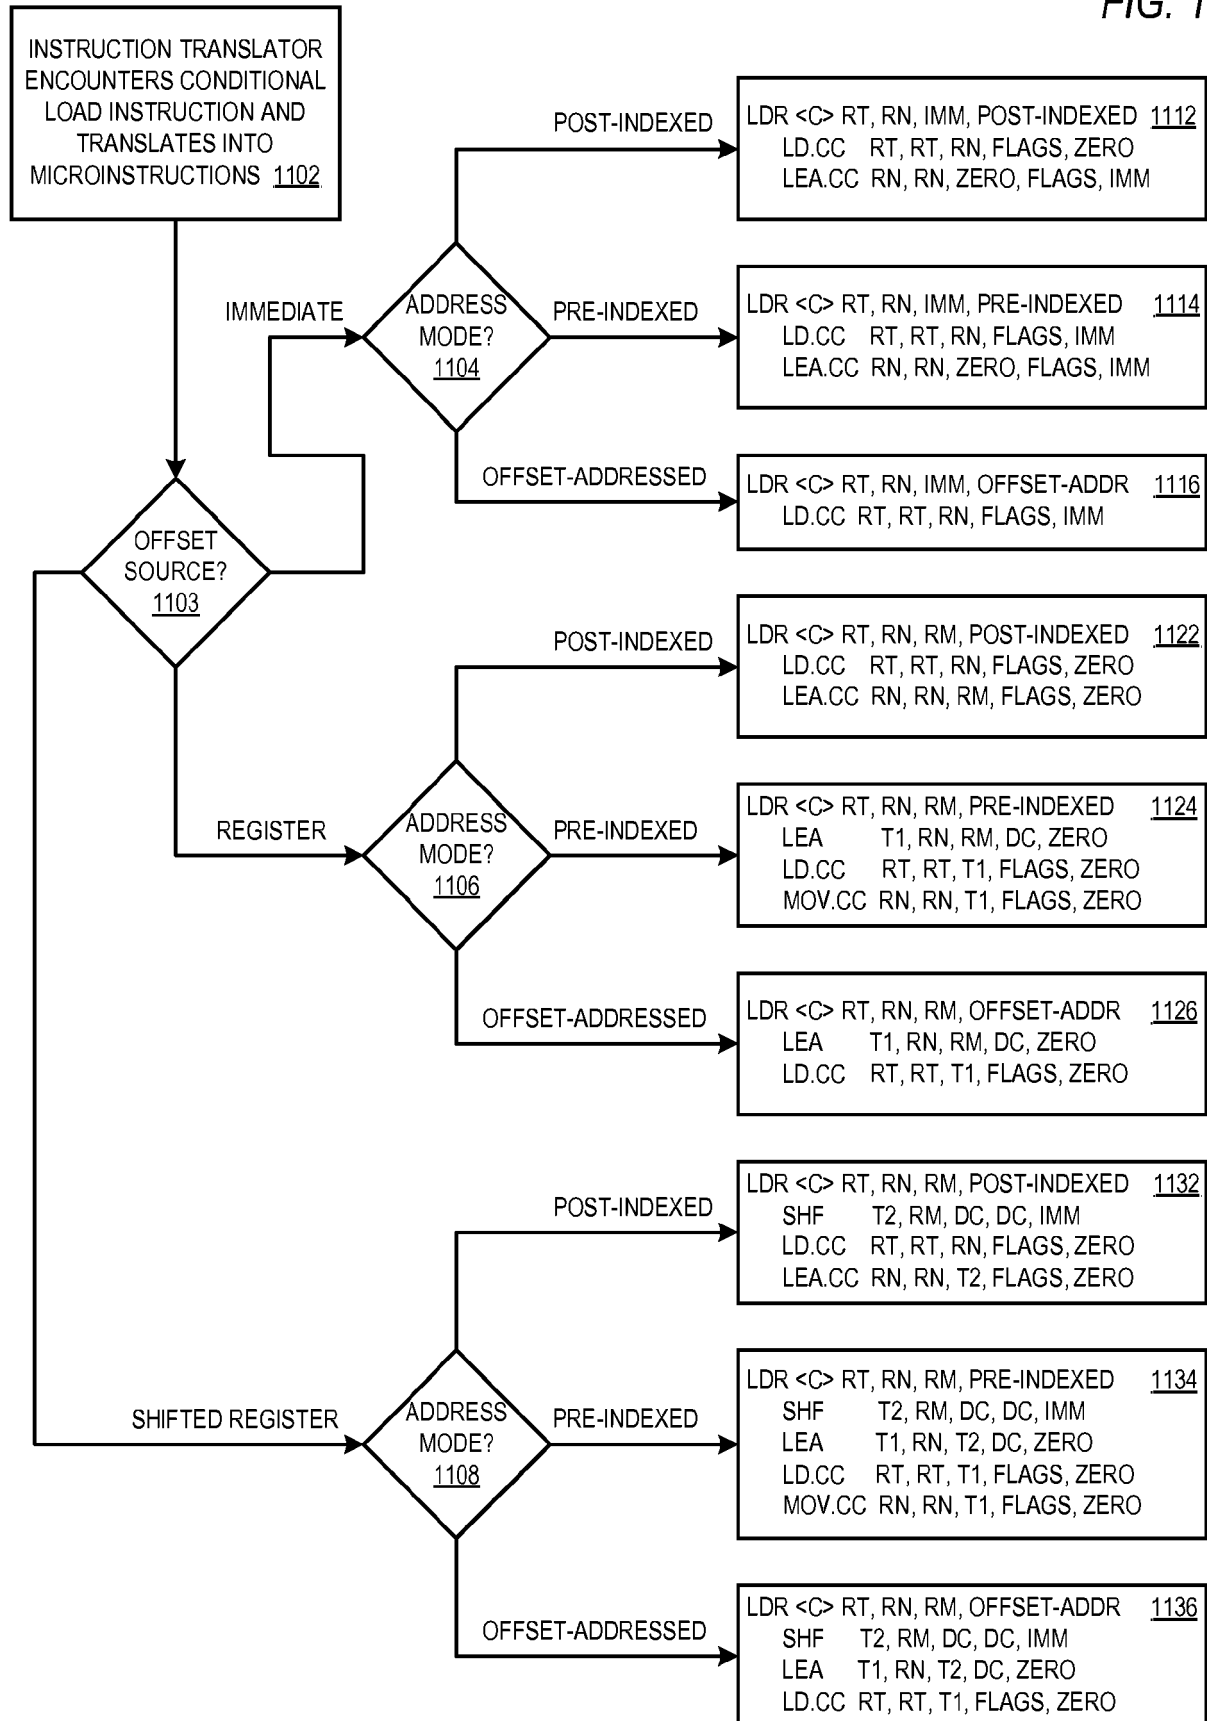 FIG. 1
INSTRUCTION TRANSLATOR
ENCOUNTERS CONDITIONAL
LOAD INSTRUCTION AND
TRANSLATES INTO
MICROINSTRUCTIONS 1102
POST-INDEXED
LDR <C> RT, RN, IMM, POST-INDEXED 1112
LD.CC RT, RT, RN, FLAGS, ZERO
LEA.CC RN, RN, ZERO, FLAGS, IMM
IMMEDIATE
ADDRESS
MODE?
1104
PRE-INDEXED
LDR <C> RT, RN, IMM, PRE-INDEXED 1114
LD.CC RT, RT, RN, FLAGS, IMM
LEA.CC RN, RN, ZERO, FLAGS, IMM
OFFSET-ADDRESSED
LDR <C> RT, RN, IMM, OFFSET-ADDR 1116
LD.CC RT, RT, RN, FLAGS, IMM
OFFSET
SOURCE?
1103
POST-INDEXED
LDR <C> RT, RN, RM, POST-INDEXED 1122
LD.CC RT, RT, RN, FLAGS, ZERO
LEA.CC RN, RN, RM, FLAGS, ZERO
REGISTER
ADDRESS
MODE?
1106
PRE-INDEXED
LDR <C> RT, RN, RM, PRE-INDEXED 1124
LEA T1, RN, RM, DC, ZERO
LD.CC RT, RT, T1, FLAGS, ZERO
MOV.CC RN, RN, T1, FLAGS, ZERO
OFFSET-ADDRESSED
LDR <C> RT, RN, RM, OFFSET-ADDR 1126
LEA T1, RN, RM, DC, ZERO
LD.CC RT, RT, T1, FLAGS, ZERO
POST-INDEXED
LDR <C> RT, RN, RM, POST-INDEXED 1132
SHF T2, RM, DC, DC, IMM
LD.CC RT, RT, RN, FLAGS, ZERO
LEA.CC RN, RN, T2, FLAGS, ZERO
SHIFTED REGISTER
ADDRESS
MODE?
1108
PRE-INDEXED
LDR <C> RT, RN, RM, PRE-INDEXED 1134
SHF T2, RM, DC, DC, IMM
LEA T1, RN, T2, DC, ZERO
LD.CC RT, RT, T1, FLAGS, ZERO
MOV.CC RN, RN, T1, FLAGS, ZERO
OFFSET-ADDRESSED
LDR <C> RT, RN, RM, OFFSET-ADDR 1136
SHF T2, RM, DC, DC, IMM
LEA T1, RN, T2, DC, ZERO
LD.CC RT, RT, T1, FLAGS, ZERO